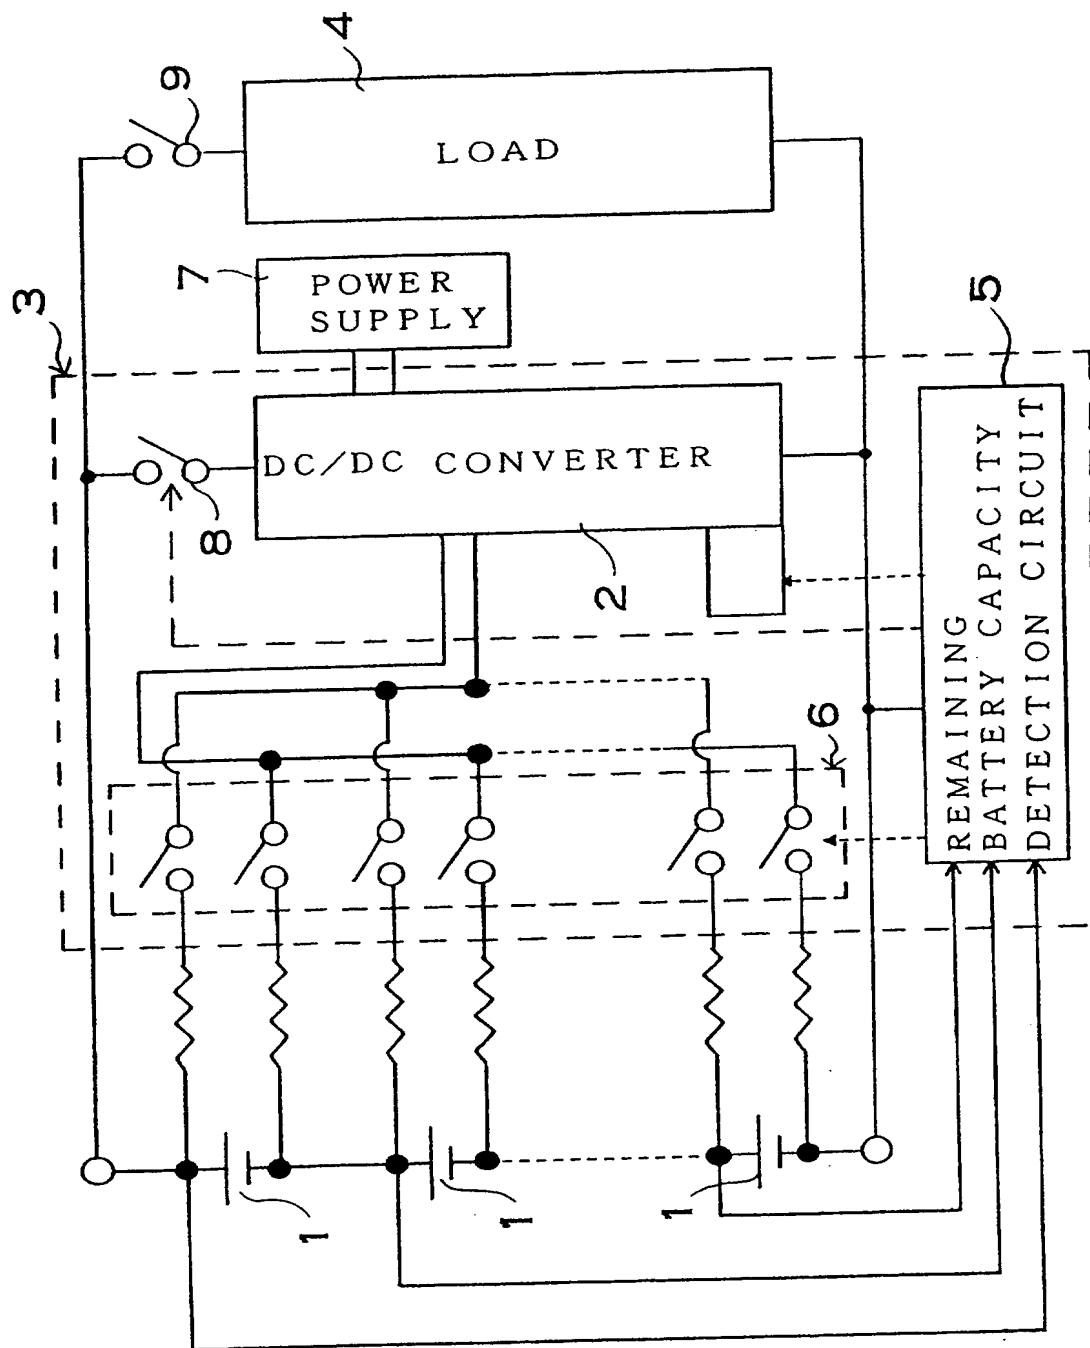 3
9
4
LOAD
7
POWER
SUPPLY
8
DC/DC CONVERTER
2
5
REMAINING
BATTERY CAPACITY
DETECTION CIRCUIT
6
1
1
1